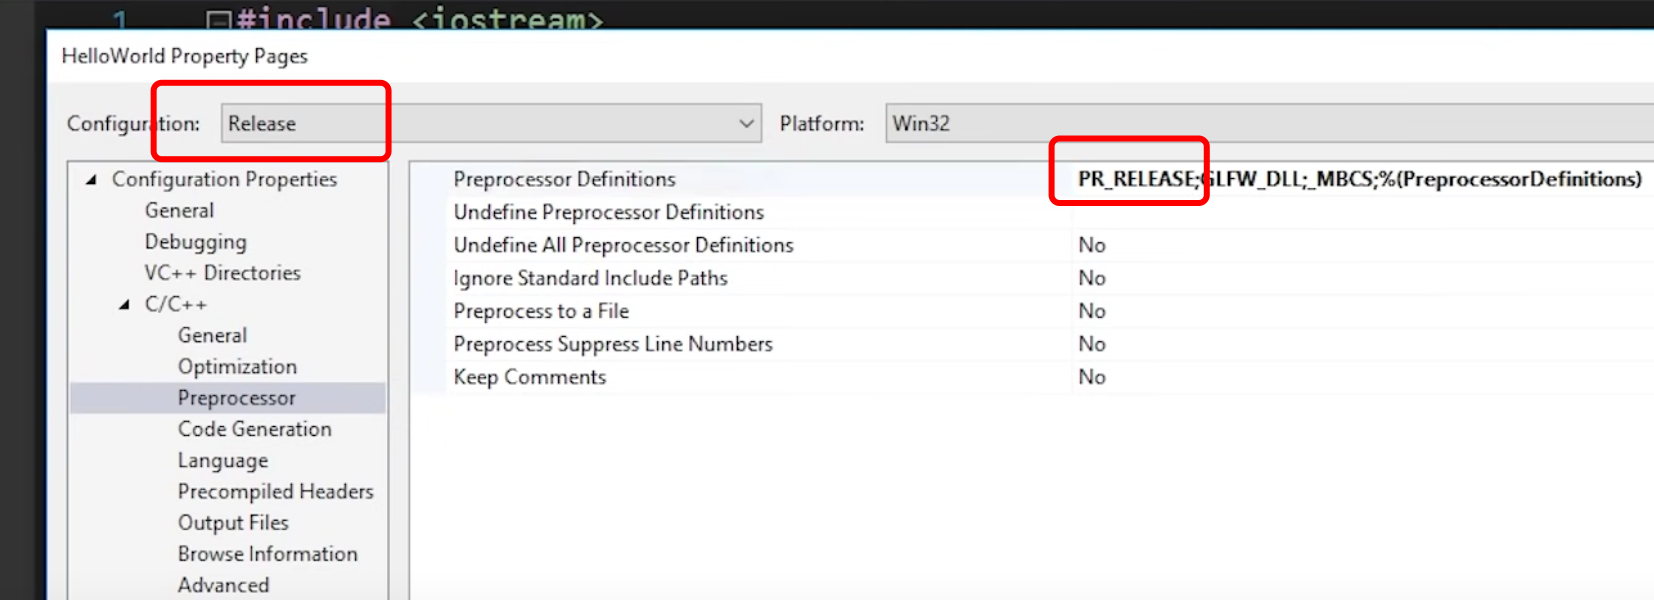 1 #include <iostream>
HelloWorld Property Pages
Configuration: Release Platform: Win32
Configuration Properties
General
Debugging
VC++ Directories
C/C++
General
Optimization
Preprocessor
Code Generation
Language
Precompiled Headers
Output Files
Browse Information
Advanced
Preprocessor Definitions PR_RELEASE;GLFW_DLL;_MBCS;%(PreprocessorDefinitions)
Undefine Preprocessor Definitions
Undefine All Preprocessor Definitions No
Ignore Standard Include Paths No
Preprocess to a File No
Preprocess Suppress Line Numbers No
Keep Comments No